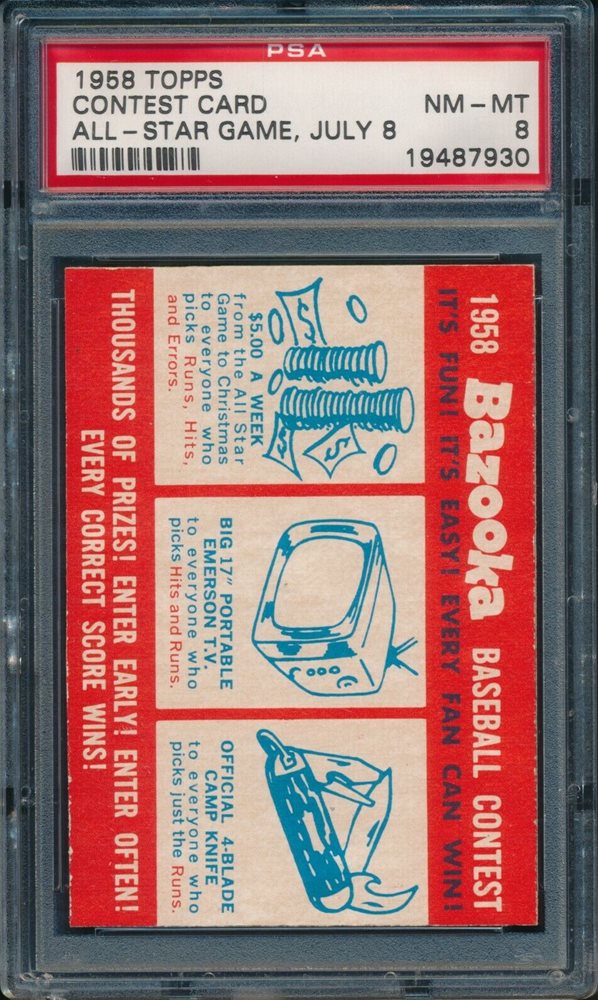 PSA
1958 TOPPS
CONTEST CARD NM-MT
ALL-STAR GAME, JULY 8 8
19487930
1958 Bazooka BASEBALL CONTEST
IT'S FUN! IT'S EASY! EVERY FAN CAN WIN!
$5.00 A WEEK
from the All Star
Game to Christmas
to everyone who
picks Runs, Hits,
and Errors.
BIG 17" PORTABLE
EMERSON T.V.
to everyone who
picks Hits and Runs.
OFFICIAL 4-BLADE
CAMP KNIFE
to everyone who
picks just the Runs.
THOUSANDS OF PRIZES! ENTER EARLY! ENTER OFTEN!
EVERY CORRECT SCORE WINS!